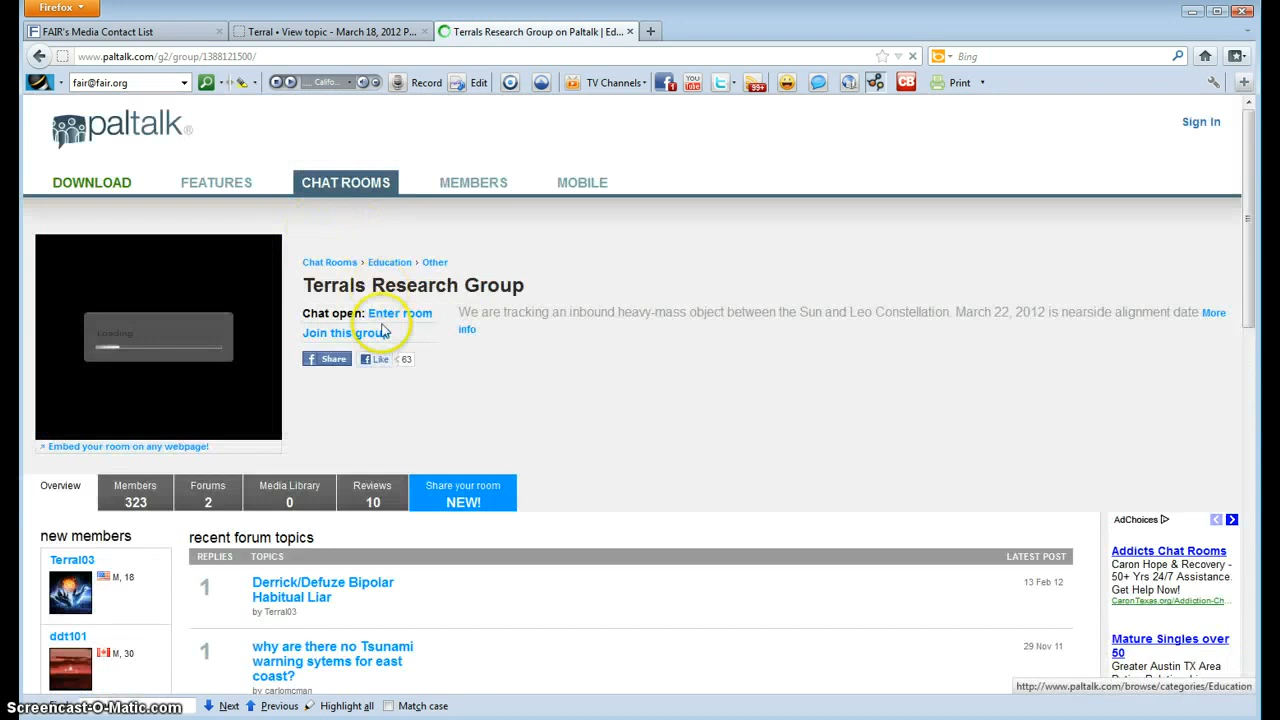 Firefox
FAIR's Media Contact List
Terral • View topic - March 18, 2012 P...
Terrals Research Group on Paltalk | Ed...
www.paltalk.com/g2/group/1388121500/
Bing
fair@fair.org
Califo...
Record
Edit
TV Channels
1
You
Tube
99+
CB
Print
paltalk®
Sign In
DOWNLOAD
FEATURES
CHAT ROOMS
MEMBERS
MOBILE
Loading
Embed your room on any webpage!
Chat Rooms › Education › Other
Terrals Research Group
Chat open: Enter room
Join this group
Share
Like
63
We are tracking an inbound heavy-mass object between the Sun and Leo Constellation. March 22, 2012 is nearside alignment date More
info
Overview
Members
323
Forums
2
Media Library
0
Reviews
10
Share your room
NEW!
new members
Terral03
M, 18
ddt101
M, 30
recent forum topics
REPLIES TOPICS LATEST POST
1
Derrick/Defuze Bipolar
Habitual Liar
by Terral03
13 Feb 12
1
why are there no Tsunami
warning sytems for east
coast?
by carlomcman
29 Nov 11
AdChoices
Addicts Chat Rooms
Caron Hope & Recovery -
50+ Yrs 24/7 Assistance.
Get Help Now!
CaronTexas.org/Addiction-Ch...
Mature Singles over
50
Greater Austin TX Area
http://www.paltalk.com/browse/categories/Education
Screencast-O-Matic.com
Next
Previous
Highlight all
Match case